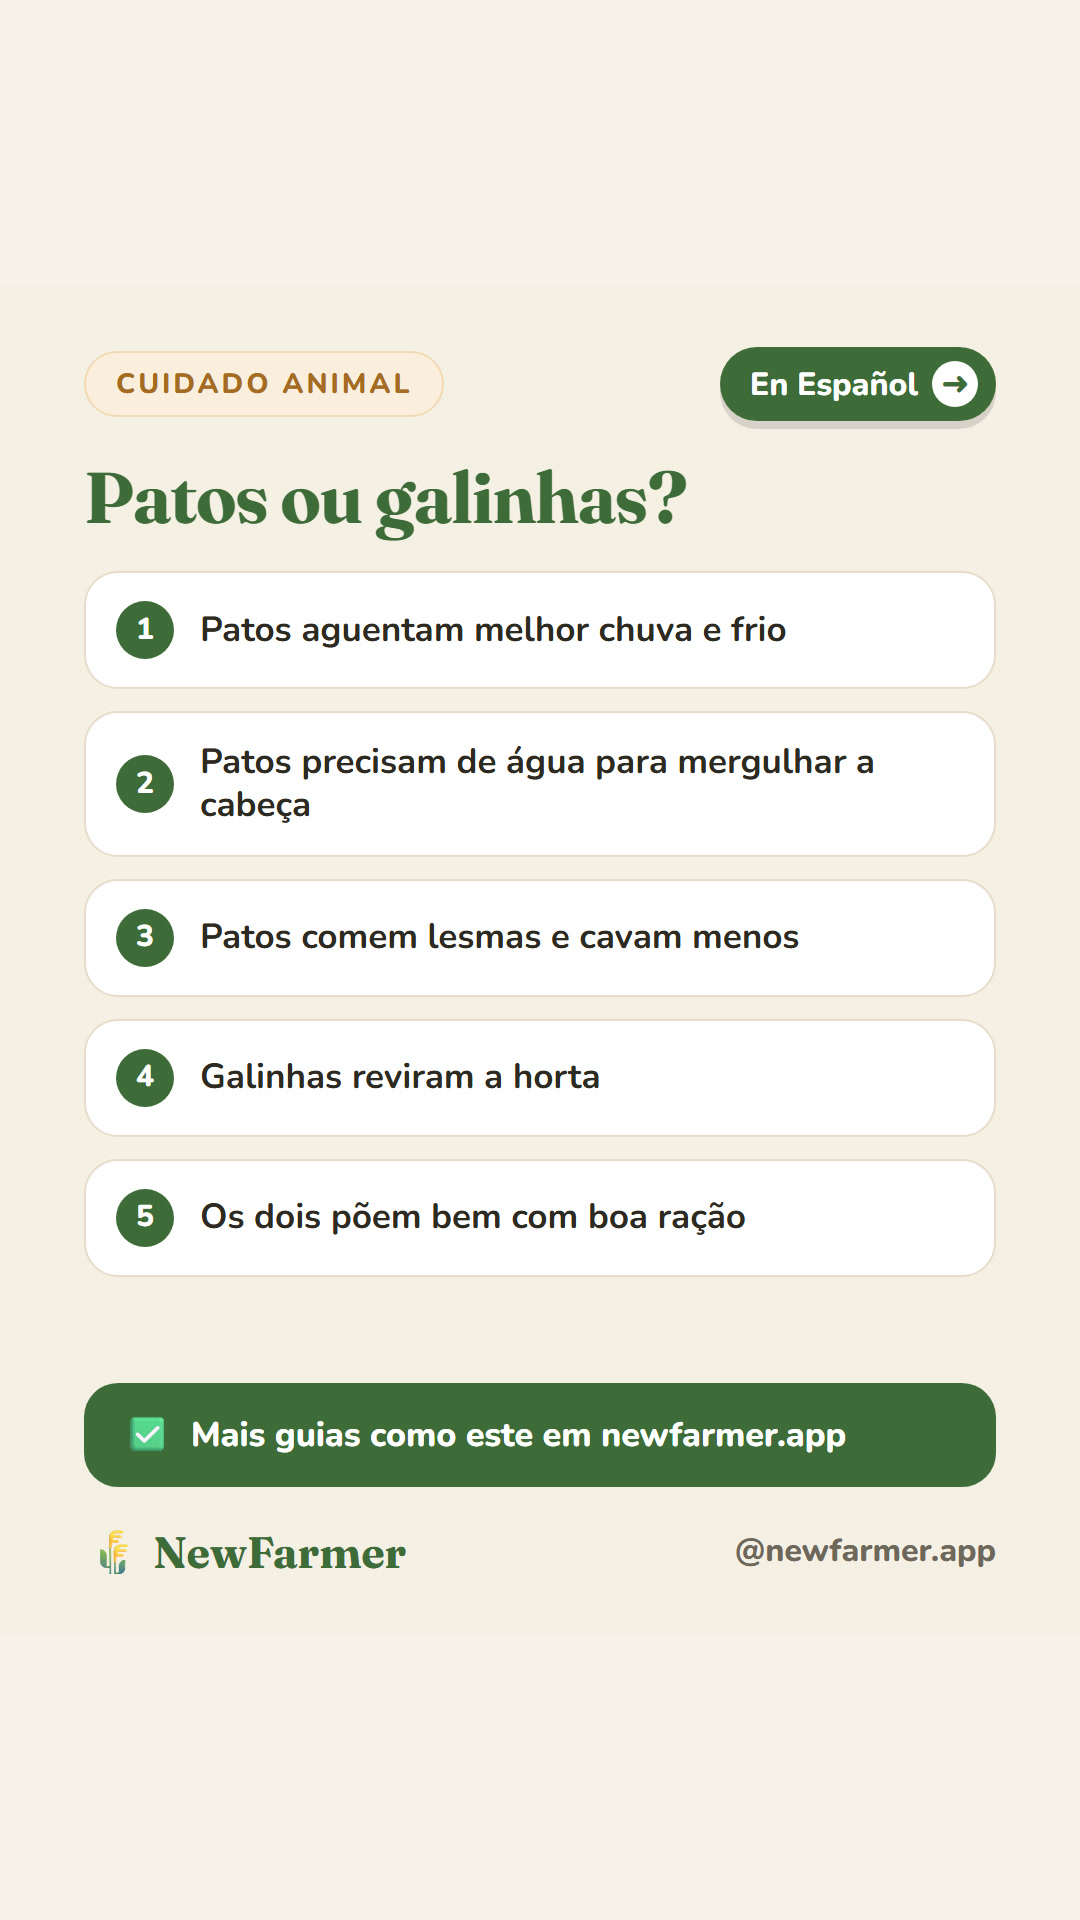 CUIDADO ANIMAL
En Español
Patos ou galinhas?
1 Patos aguentam melhor chuva e frio
2 Patos precisam de água para mergulhar a
cabeça
3 Patos comem lesmas e cavam menos
4 Galinhas reviram a horta
5 Os dois põem bem com boa ração
Mais guias como este em newfarmer.app
NewFarmer
@newfarmer.app